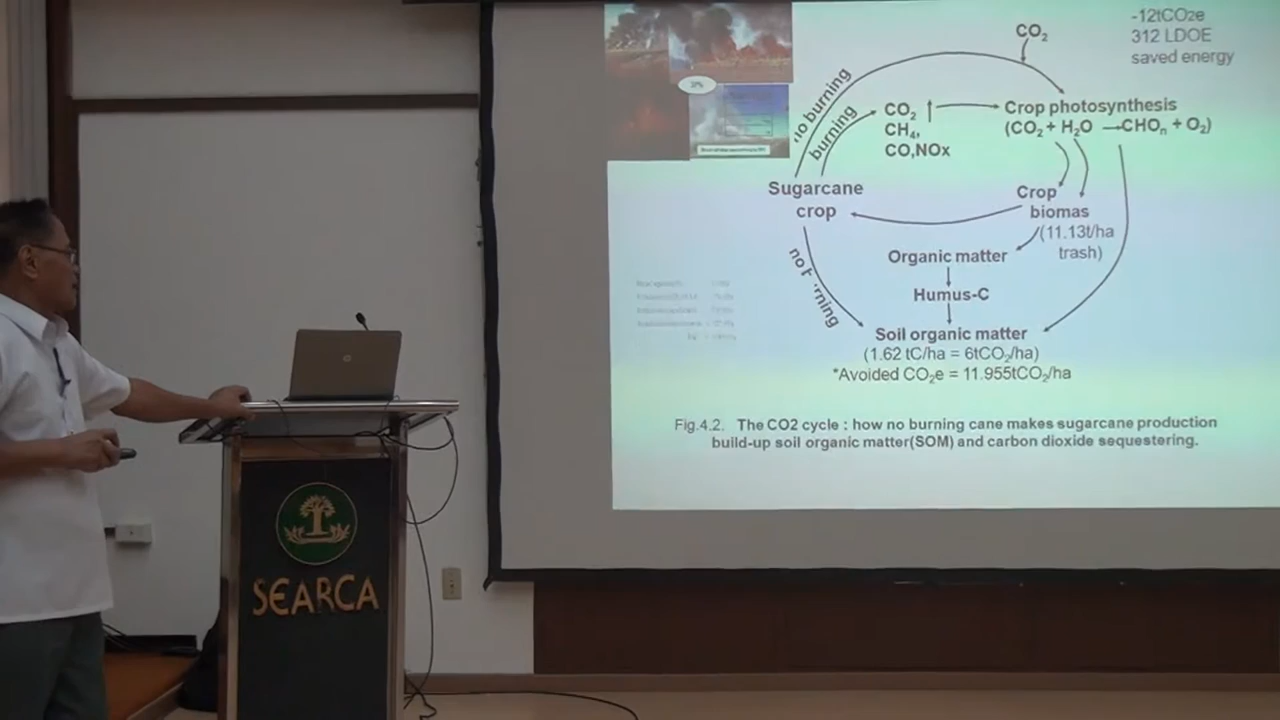 -12tCO2e
312 LDOE
saved energy
CO2
no burning
burning
CO2
CH4,
CO,NOx
Crop photosynthesis
(CO2 + H2O → CHOn + O2)
Sugarcane
crop
Crop
biomas
(11.13t/ha
trash)
no burning
Organic matter
Humus-C
Soil organic matter
(1.62 tC/ha = 6tCO2/ha)
*Avoided CO2e = 11.955tCO2/ha
Fig.4.2. The CO2 cycle : how no burning cane makes sugarcane production
build-up soil organic matter(SOM) and carbon dioxide sequestering.
SEARCA